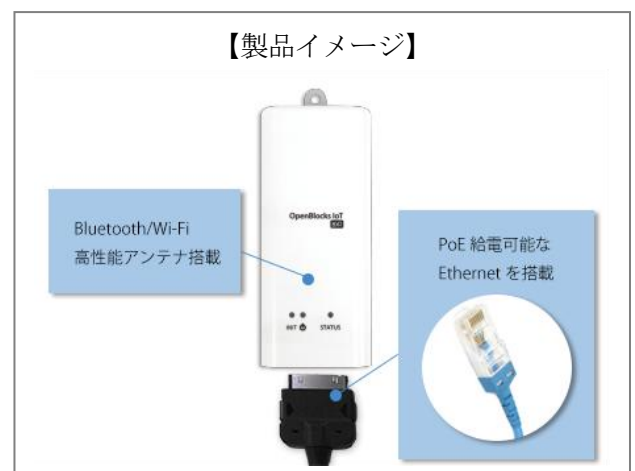 【製品イメージ】
OpenBlocks IoT
Bluetooth/Wi-Fi
高性能アンテナ搭載
PoE 給電可能な
Ethernet を搭載
STATUS